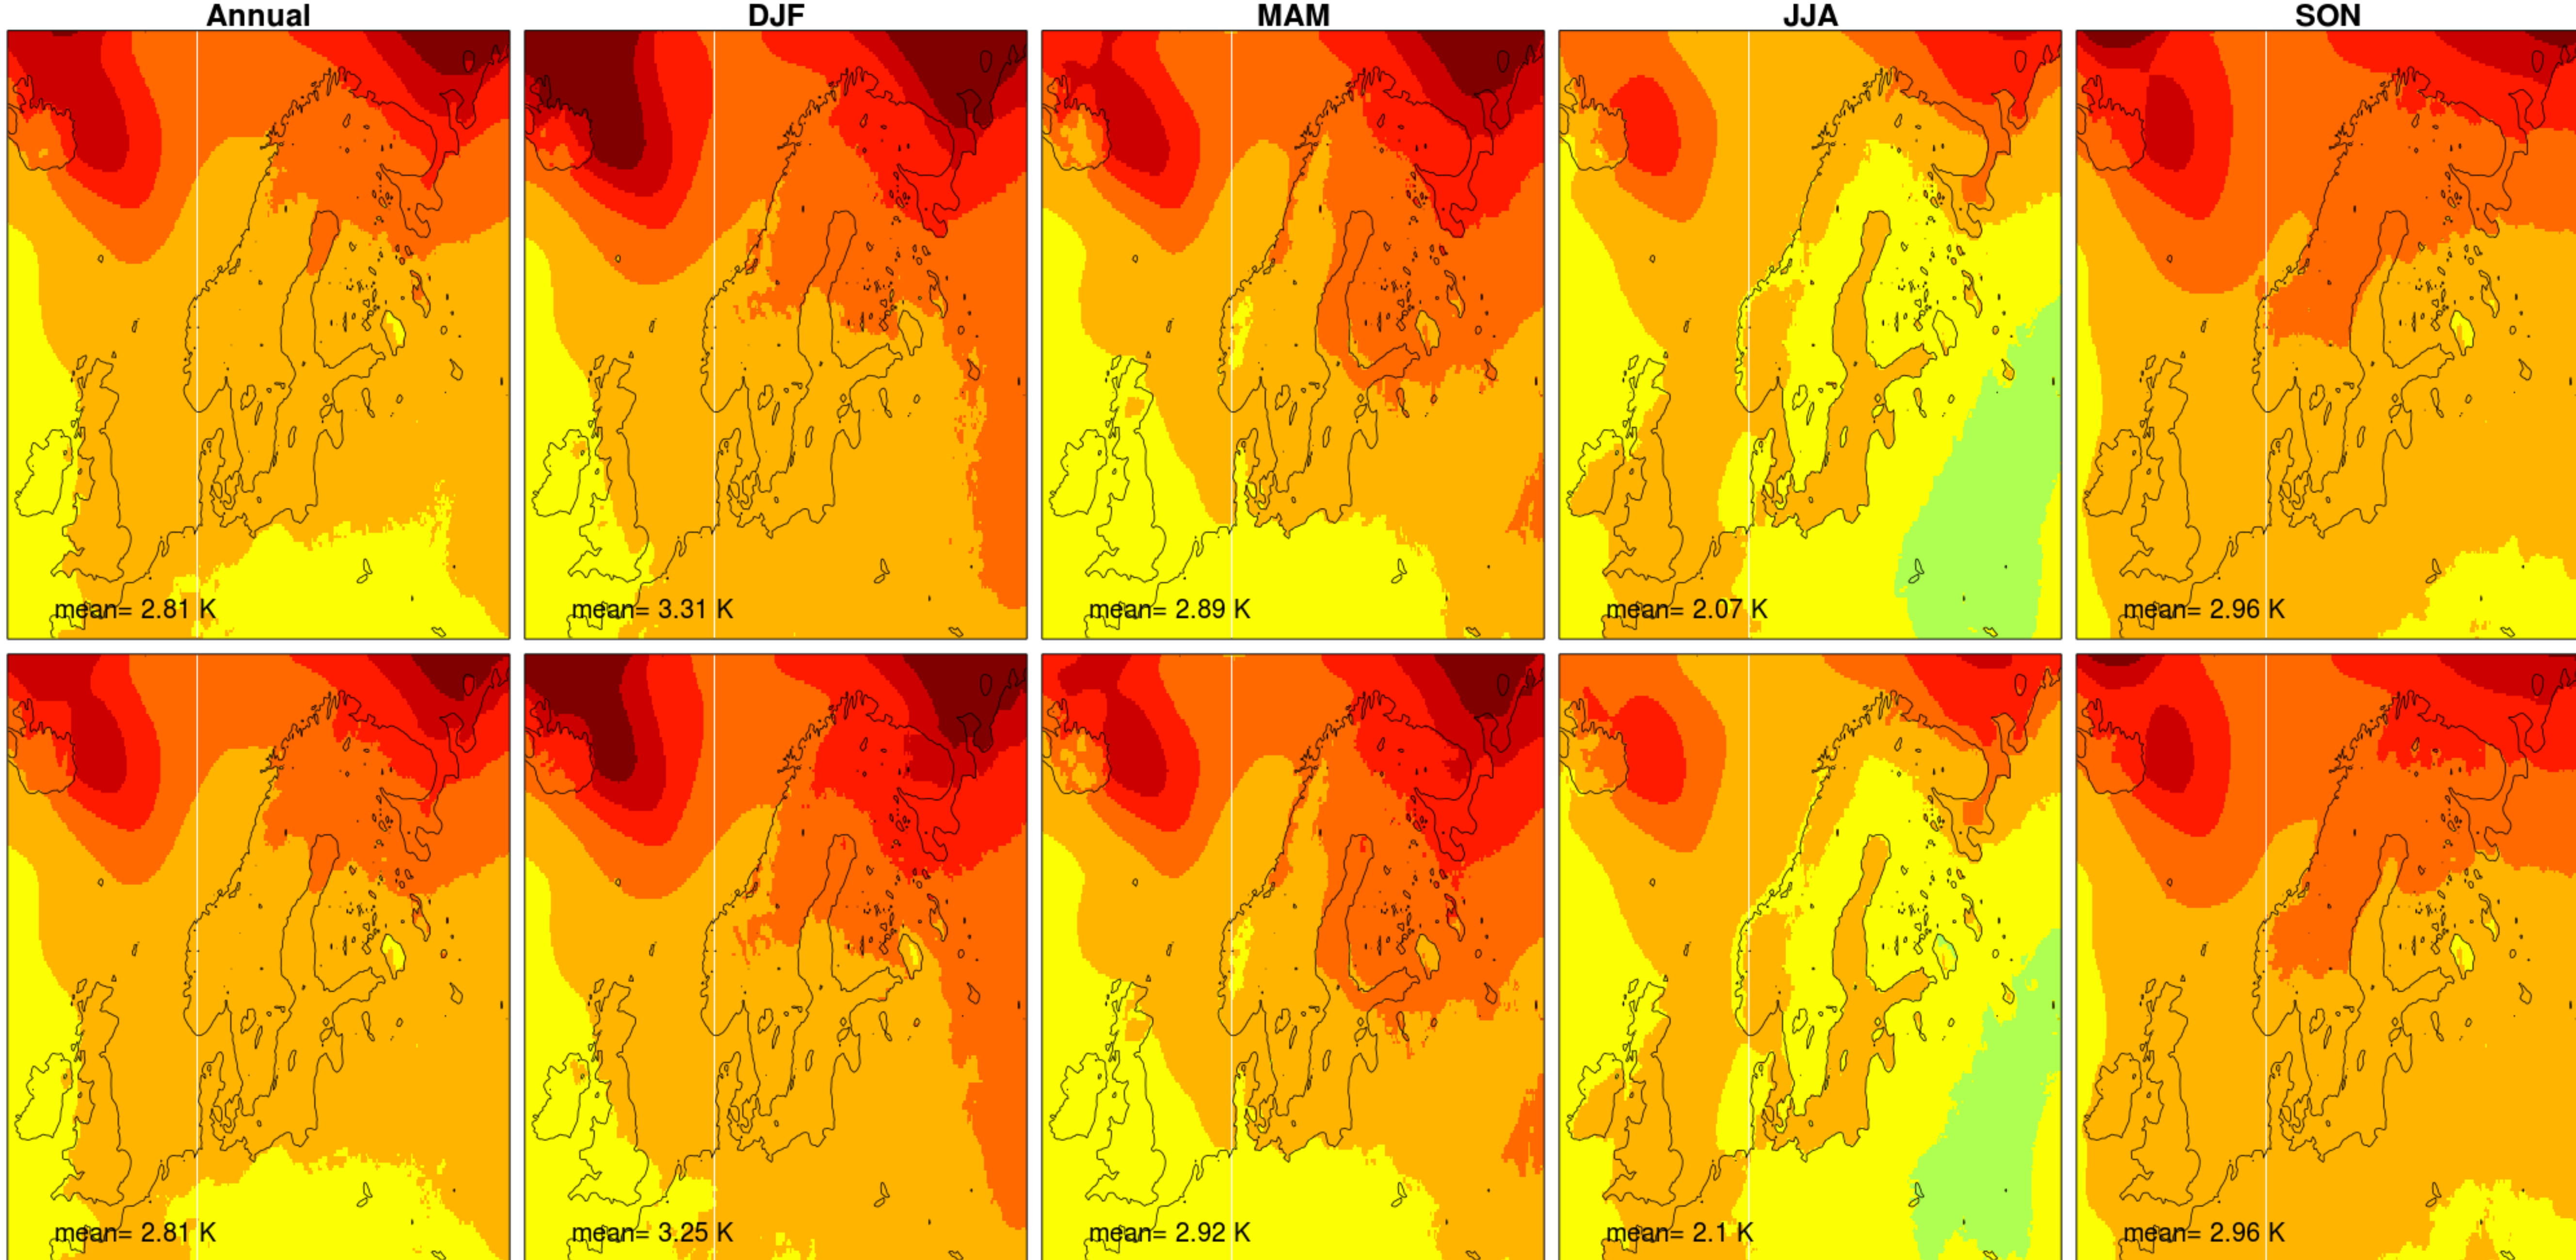 Annual DJF MAM JJA SON
mean= 2.81 K mean= 3.31 K mean= 2.89 K mean= 2.07 K mean= 2.96 K
mean= 2.81 K mean= 3.25 K mean= 2.92 K mean= 2.1 K mean= 2.96 K